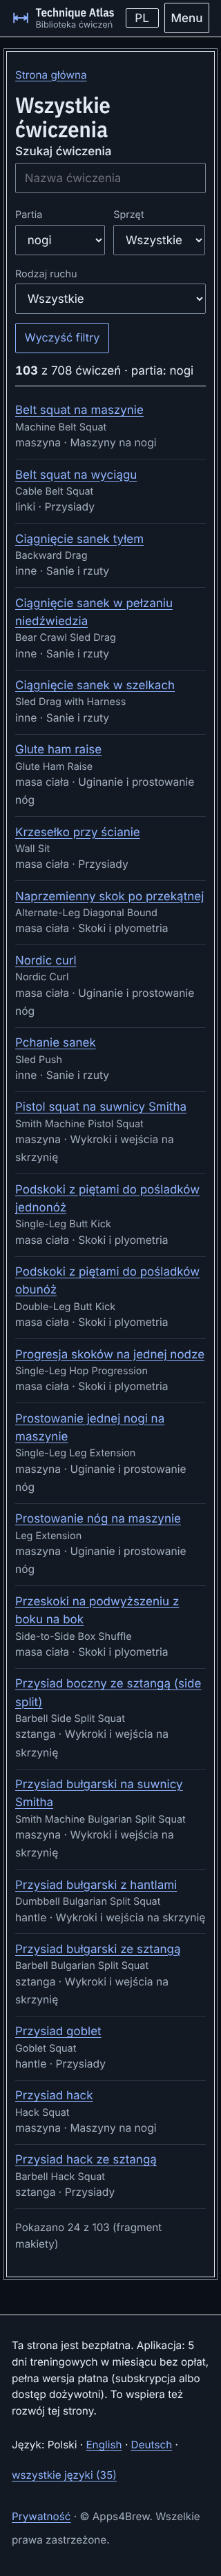 Technique Atlas
Biblioteka ćwiczeń
PL
Menu
Strona główna
Wszystkie
ćwiczenia
Szukaj ćwiczenia
Nazwa ćwiczenia
Partia
Sprzęt
nogi
Wszystkie
Rodzaj ruchu
Wszystkie
Wyczyść filtry
103 z 708 ćwiczeń · partia: nogi
Belt squat na maszynie
Machine Belt Squat
maszyna · Maszyny na nogi
Belt squat na wyciągu
Cable Belt Squat
linki · Przysiady
Ciągnięcie sanek tyłem
Backward Drag
inne · Sanie i rzuty
Ciągnięcie sanek w pełzaniu
niedźwiedzia
Bear Crawl Sled Drag
inne · Sanie i rzuty
Ciągnięcie sanek w szelkach
Sled Drag with Harness
inne · Sanie i rzuty
Glute ham raise
Glute Ham Raise
masa ciała · Uginanie i prostowanie
nóg
Krzesełko przy ścianie
Wall Sit
masa ciała · Przysiady
Naprzemienny skok po przekątnej
Alternate-Leg Diagonal Bound
masa ciała · Skoki i plyometria
Nordic curl
Nordic Curl
masa ciała · Uginanie i prostowanie
nóg
Pchanie sanek
Sled Push
inne · Sanie i rzuty
Pistol squat na suwnicy Smitha
Smith Machine Pistol Squat
maszyna · Wykroki i wejścia na
skrzynię
Podskoki z piętami do pośladków
jednonóż
Single-Leg Butt Kick
masa ciała · Skoki i plyometria
Podskoki z piętami do pośladków
obunóż
Double-Leg Butt Kick
masa ciała · Skoki i plyometria
Progresja skoków na jednej nodze
Single-Leg Hop Progression
masa ciała · Skoki i plyometria
Prostowanie jednej nogi na
maszynie
Single-Leg Leg Extension
maszyna · Uginanie i prostowanie
nóg
Prostowanie nóg na maszynie
Leg Extension
maszyna · Uginanie i prostowanie
nóg
Przeskoki na podwyższeniu z
boku na bok
Side-to-Side Box Shuffle
masa ciała · Skoki i plyometria
Przysiad boczny ze sztangą (side
split)
Barbell Side Split Squat
sztanga · Wykroki i wejścia na
skrzynię
Przysiad bułgarski na suwnicy
Smitha
Smith Machine Bulgarian Split Squat
maszyna · Wykroki i wejścia na
skrzynię
Przysiad bułgarski z hantlami
Dumbbell Bulgarian Split Squat
hantle · Wykroki i wejścia na skrzynię
Przysiad bułgarski ze sztangą
Barbell Bulgarian Split Squat
sztanga · Wykroki i wejścia na
skrzynię
Przysiad goblet
Goblet Squat
hantle · Przysiady
Przysiad hack
Hack Squat
maszyna · Maszyny na nogi
Przysiad hack ze sztangą
Barbell Hack Squat
sztanga · Przysiady
Pokazano 24 z 103 (fragment
makiety)
Ta strona jest bezpłatna. Aplikacja: 5
dni treningowych w miesiącu bez opłat,
pełna wersja płatna (subskrypcja albo
dostęp dożywotni). To wspiera też
rozwój tej strony.
Język: Polski · English · Deutsch ·
wszystkie języki (35)
Prywatność · © Apps4Brew. Wszelkie
prawa zastrzeżone.